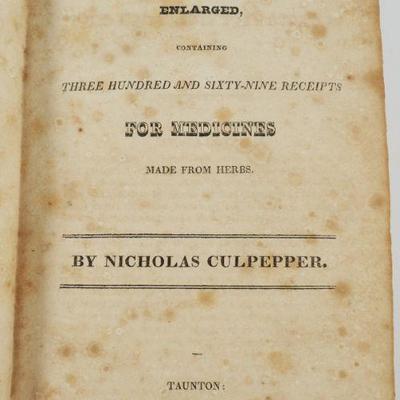 ENLARGED,
CONTAINING
THREE HUNDRED AND SIXTY-NINE RECEIPTS
FOR MEDICINES
MADE FROM HERBS.
BY NICHOLAS CULPEPPER.
TAUNTON: